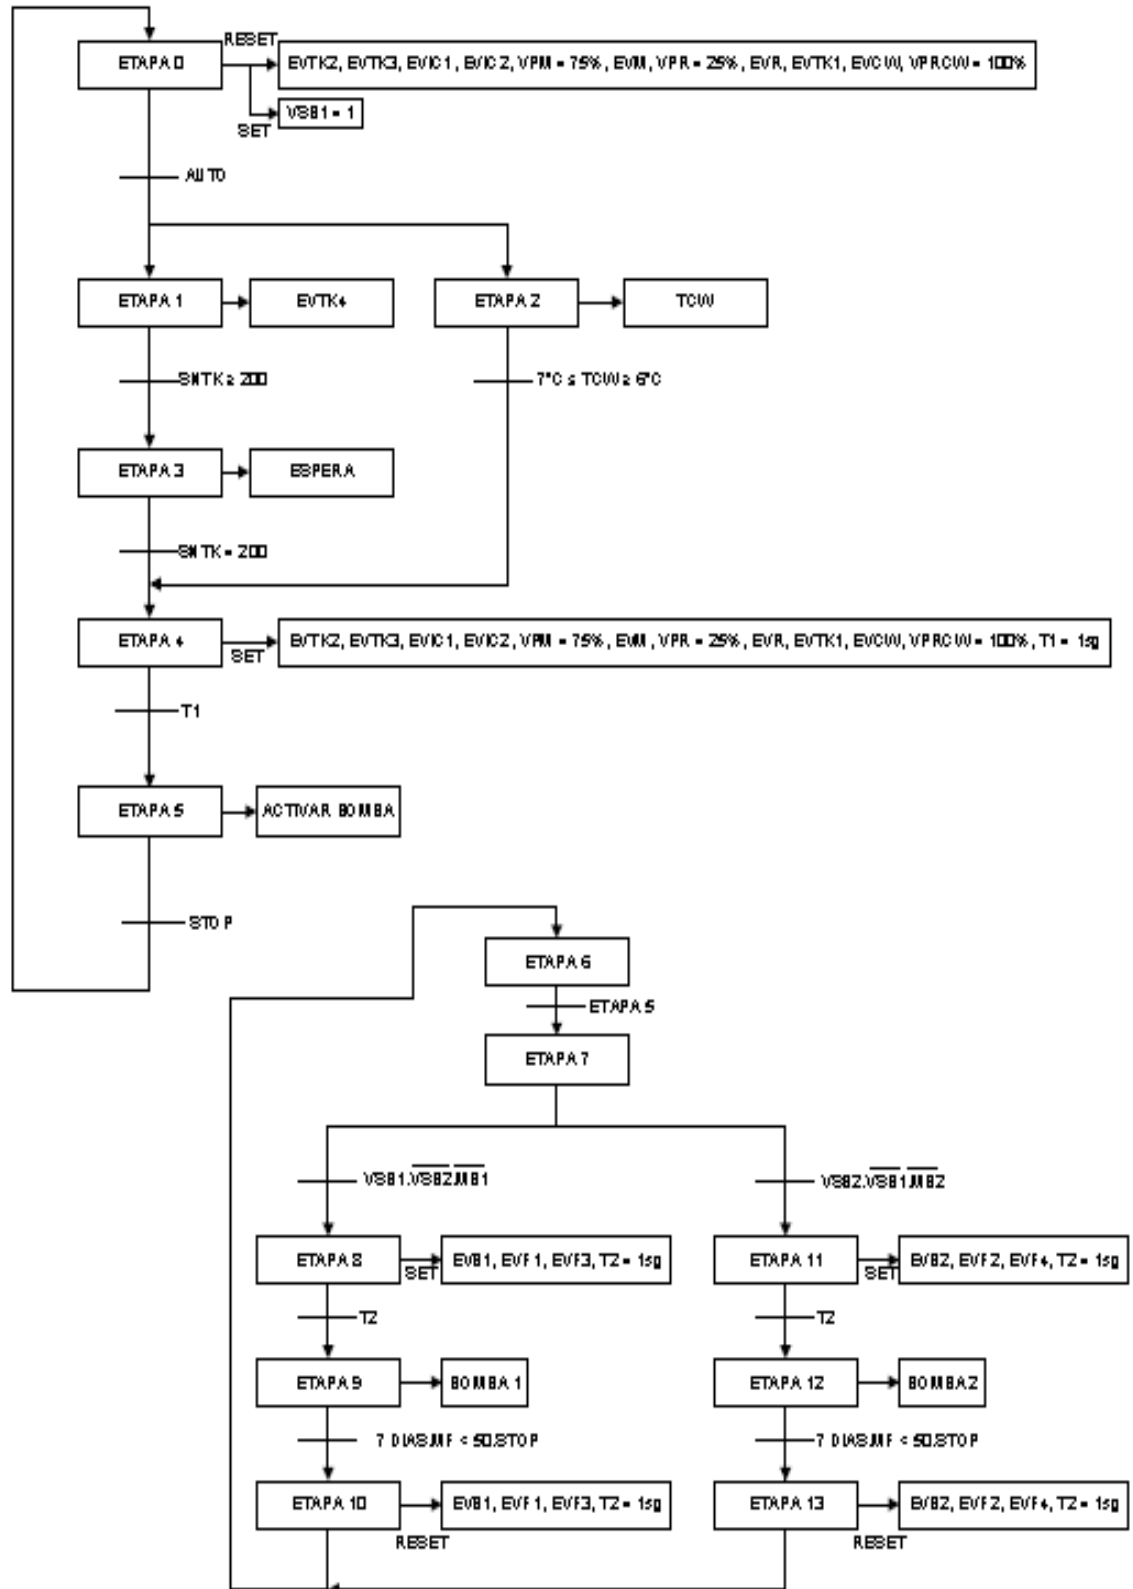 RESET
ETAPA 0
EVTK2, EVTK3, EVIC1, EVIC2, VPM = 75%, EVM, VPR = 25%, EVR, EVTK1, EVCW, VPRCW = 100%
VSB1 = 1
SET
AUTO
ETAPA 1
EVTK4
ETAPA 2
TCW
SNTK ≥ 200
7°C ≤ TCW ≥ 6°C
ETAPA 3
ESPERA
SNTK = 200
ETAPA 4
SET
EVTK2, EVTK3, EVIC1, EVIC2, VPM = 75%, EVM, VPR = 25%, EVR, EVTK1, EVCW, VPRCW = 100%, T1 = 1sg
T1
ETAPA 5
ACTIVAR BOMBA
STOP
ETAPA 6
ETAPA 5
ETAPA 7
VSB1.V̅S̅B̅2̅.M̅B̅1̅
VSB2.V̅S̅B̅1̅.M̅B̅2̅
ETAPA 8
SET
EVB1, EVF1, EVF3, T2 = 1sg
ETAPA 11
SET
EVB2, EVF2, EVF4, T2 = 1sg
T2
T2
ETAPA 9
BOMBA 1
ETAPA 12
BOMBA2
7 DIAS.MF < 50.STOP
7 DIAS.MF < 50.STOP
ETAPA 10
EVB1, EVF1, EVF3, T2 = 1sg
RESET
ETAPA 13
EVB2, EVF2, EVF4, T2 = 1sg
RESET